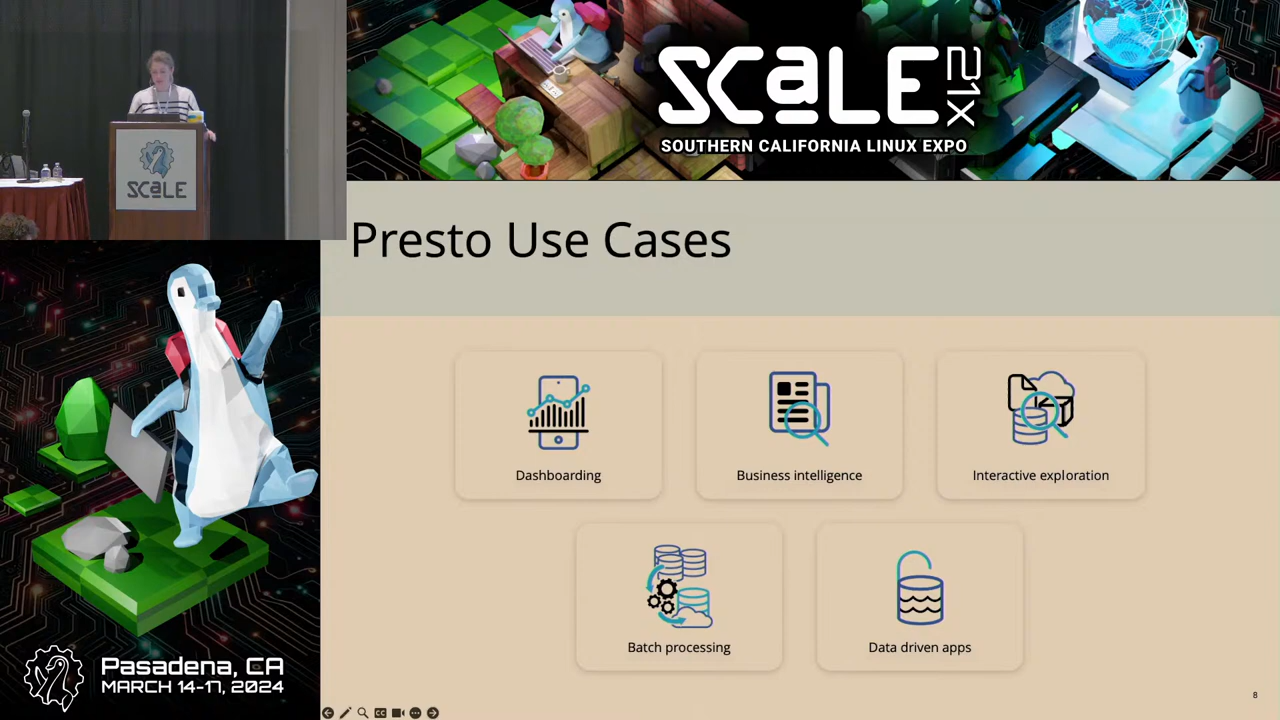 SCaLE 21X
SOUTHERN CALIFORNIA LINUX EXPO
SCaLE
Presto Use Cases
Dashboarding
Business intelligence
Interactive exploration
Batch processing
Data driven apps
Pasadena, CA
MARCH 14-17, 2024
CC
8